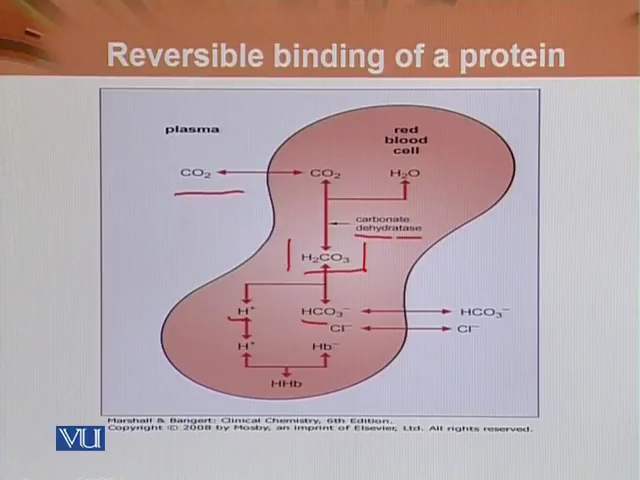 Reversible binding of a protein
plasma
red
blood
cell
CO₂
CO₂
H₂O
carbonate
dehydratase
H₂CO₃
H⁺
HCO₃⁻
HCO₃⁻
Cl⁻
Cl⁻
H⁺
Hb⁻
HHb
Marshall & Bangert: Clinical Chemistry, 6th Edition.
Copyright © 2008 by Mosby, an imprint of Elsevier, Ltd. All rights reserved.
VU